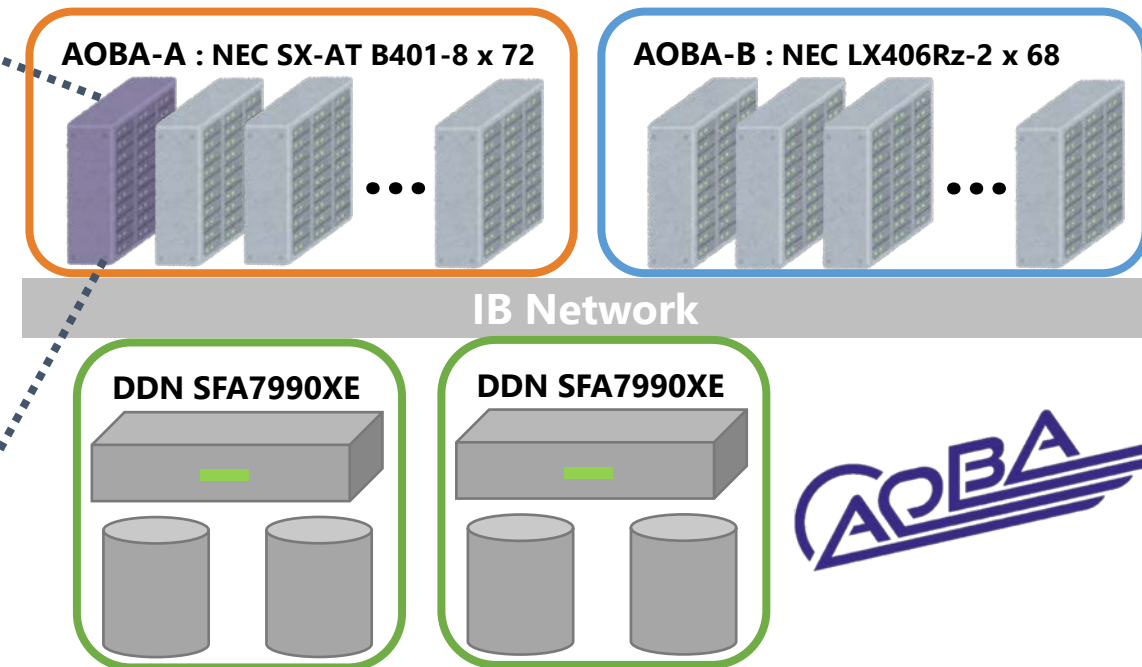 AOBA-A : NEC SX-AT B401-8 x 72
AOBA-B : NEC LX406Rz-2 x 68
•••
•••
IB Network
DDN SFA7990XE
DDN SFA7990XE
AOBA